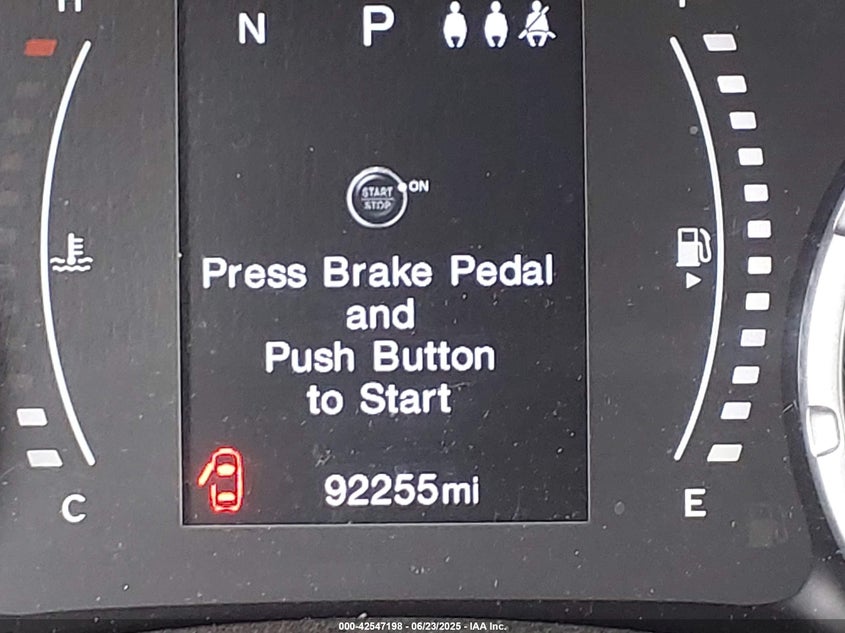 N P
START
STOP
ON
Press Brake Pedal
and
Push Button
to Start
92255mi
C
E
000-42547198 - 06/23/2025 - IAA Inc.